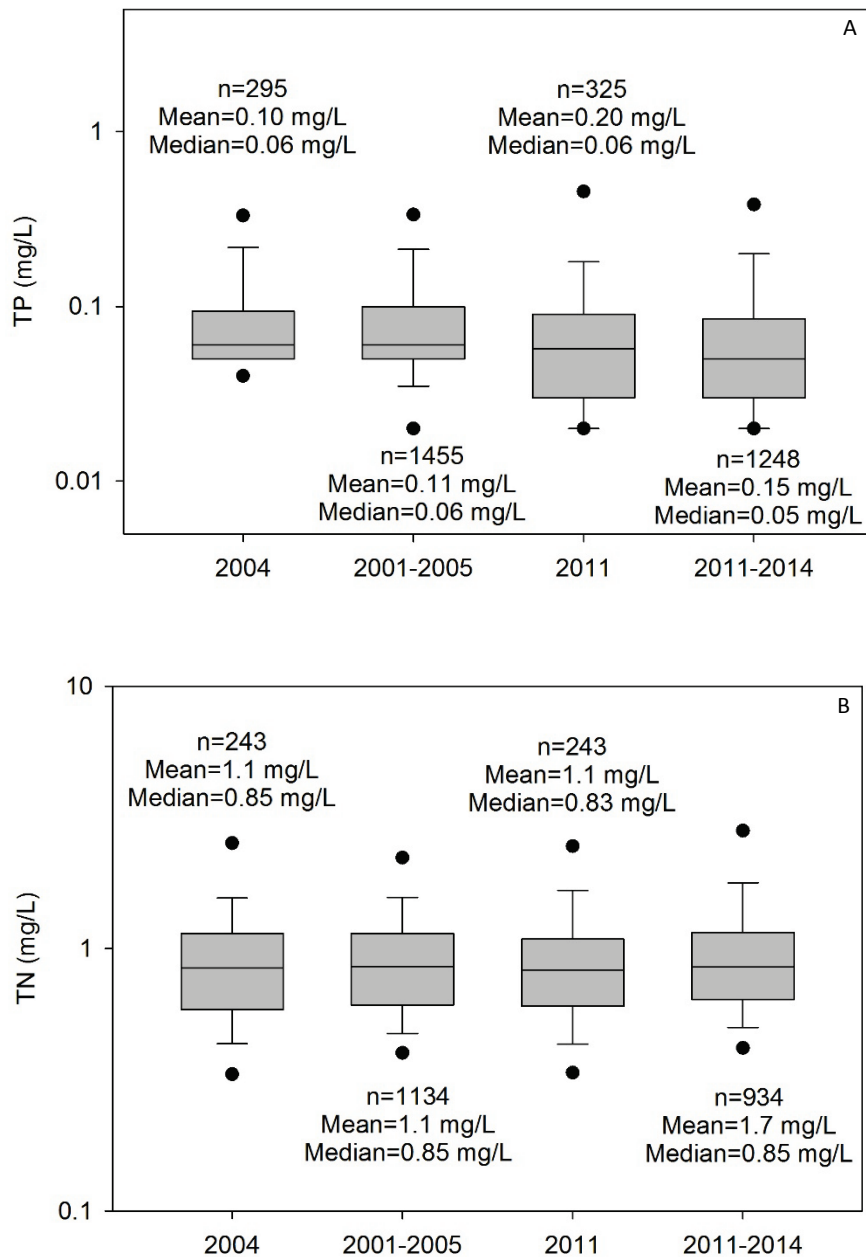 A
n=295
Mean=0.10 mg/L
Median=0.06 mg/L
n=325
Mean=0.20 mg/L
Median=0.06 mg/L
1
TP (mg/L)
0.1
0.01
n=1455
Mean=0.11 mg/L
Median=0.06 mg/L
n=1248
Mean=0.15 mg/L
Median=0.05 mg/L
2004
2001-2005
2011
2011-2014
10
B
n=243
Mean=1.1 mg/L
Median=0.85 mg/L
n=243
Mean=1.1 mg/L
Median=0.83 mg/L
TN (mg/L)
1
n=1134
Mean=1.1 mg/L
Median=0.85 mg/L
n=934
Mean=1.7 mg/L
Median=0.85 mg/L
0.1
2004
2001-2005
2011
2011-2014